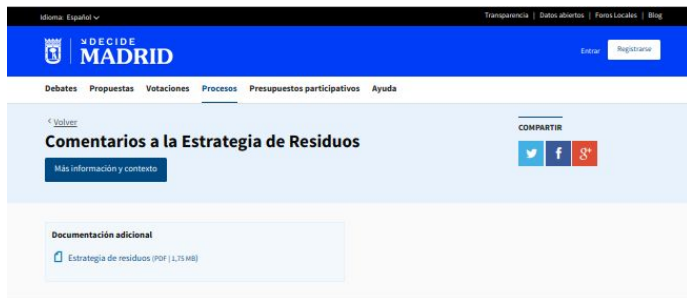 Idioma: Español
Transparencia | Datos abiertos | Foros Locales | Blog
DECIDE
MADRID
Entrar Registrarse
Debates Propuestas Votaciones Procesos Presupuestos participativos Ayuda
Volver
Comentarios a la Estrategia de Residuos
Más información y contexto
COMPARTIR
f g+
Documentación adicional
Estrategia de residuos (PDF | 1,75 MB)